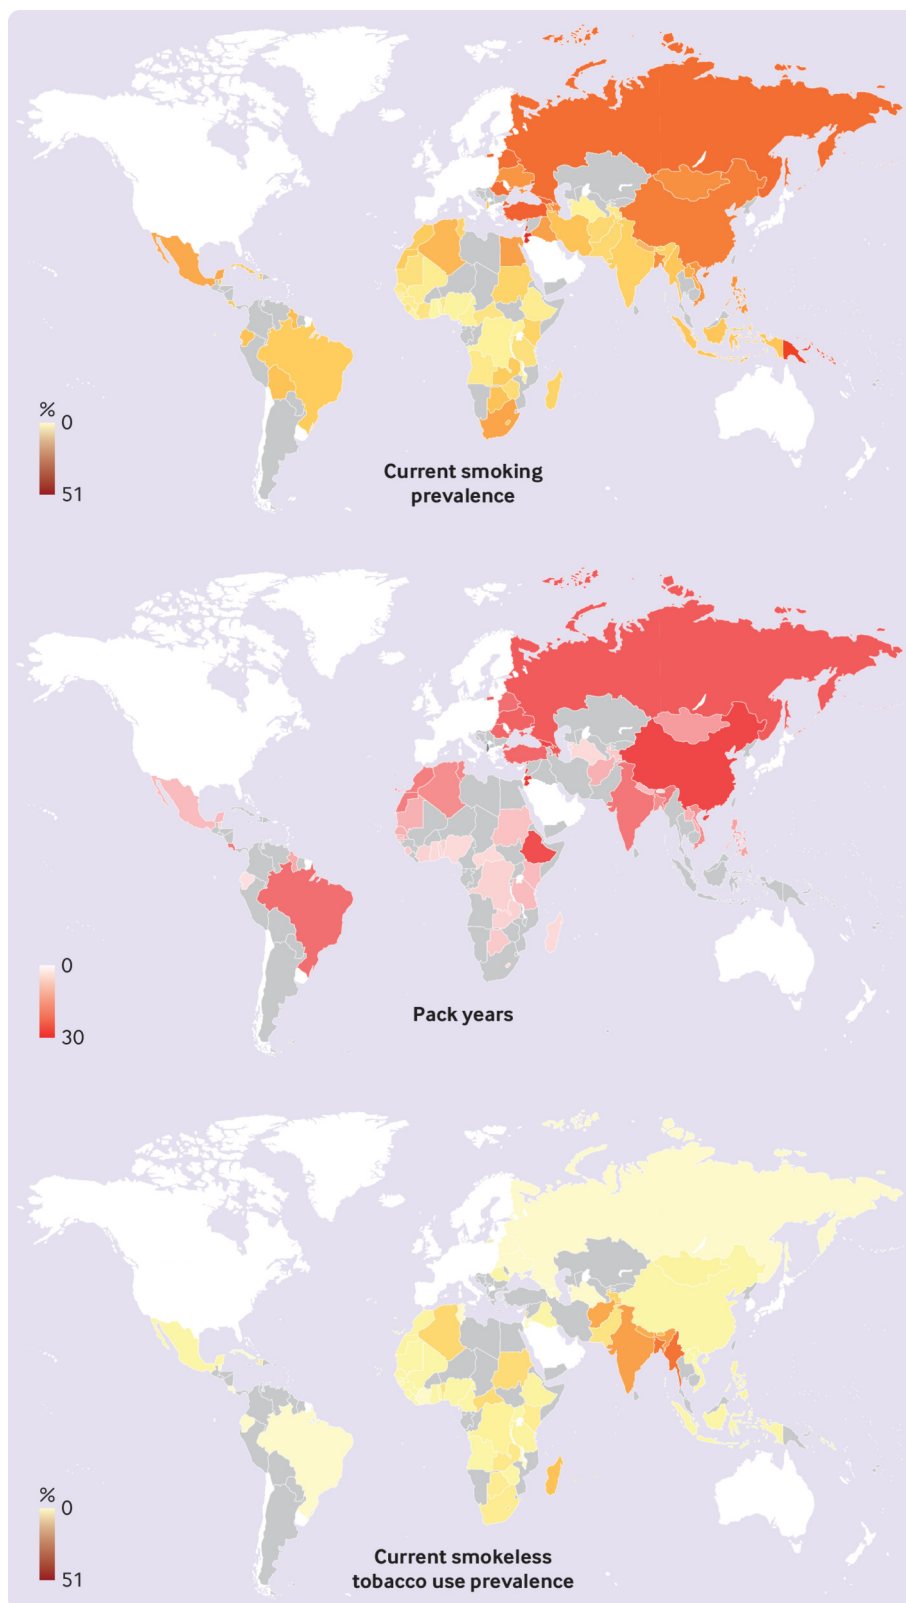 %
0
51
Current smoking
prevalence
0
30
Pack years
%
0
51
Current smokeless
tobacco use prevalence